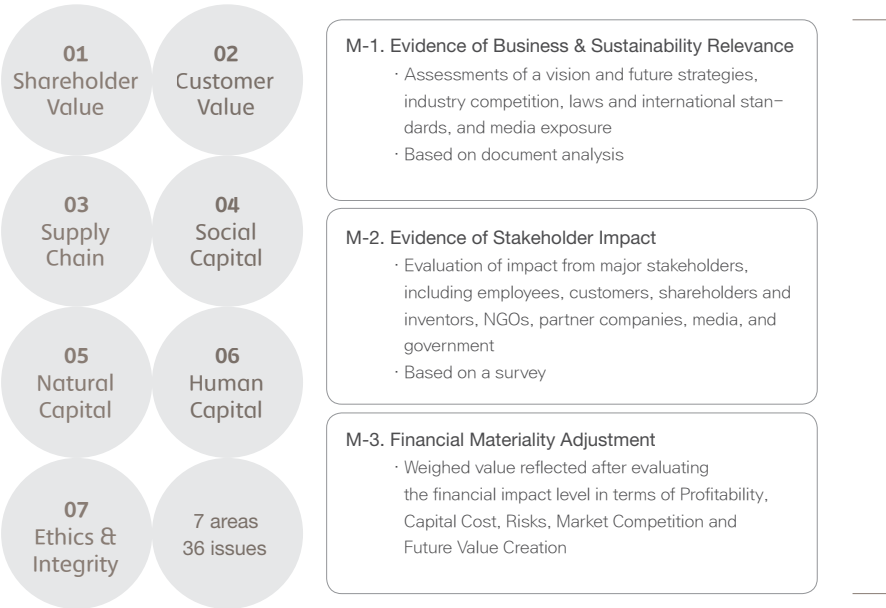 01
Shareholder
Value
02
Customer
Value
03
Supply
Chain
04
Social
Capital
05
Natural
Capital
06
Human
Capital
07
Ethics &
Integrity
7 areas
36 issues
M-1. Evidence of Business & Sustainability Relevance
· Assessments of a vision and future strategies,
industry competition, laws and international stan-
dards, and media exposure
· Based on document analysis
M-2. Evidence of Stakeholder Impact
· Evaluation of impact from major stakeholders,
including employees, customers, shareholders and
inventors, NGOs, partner companies, media, and
government
· Based on a survey
M-3. Financial Materiality Adjustment
· Weighed value reflected after evaluating
the financial impact level in terms of Profitability,
Capital Cost, Risks, Market Competition and
Future Value Creation